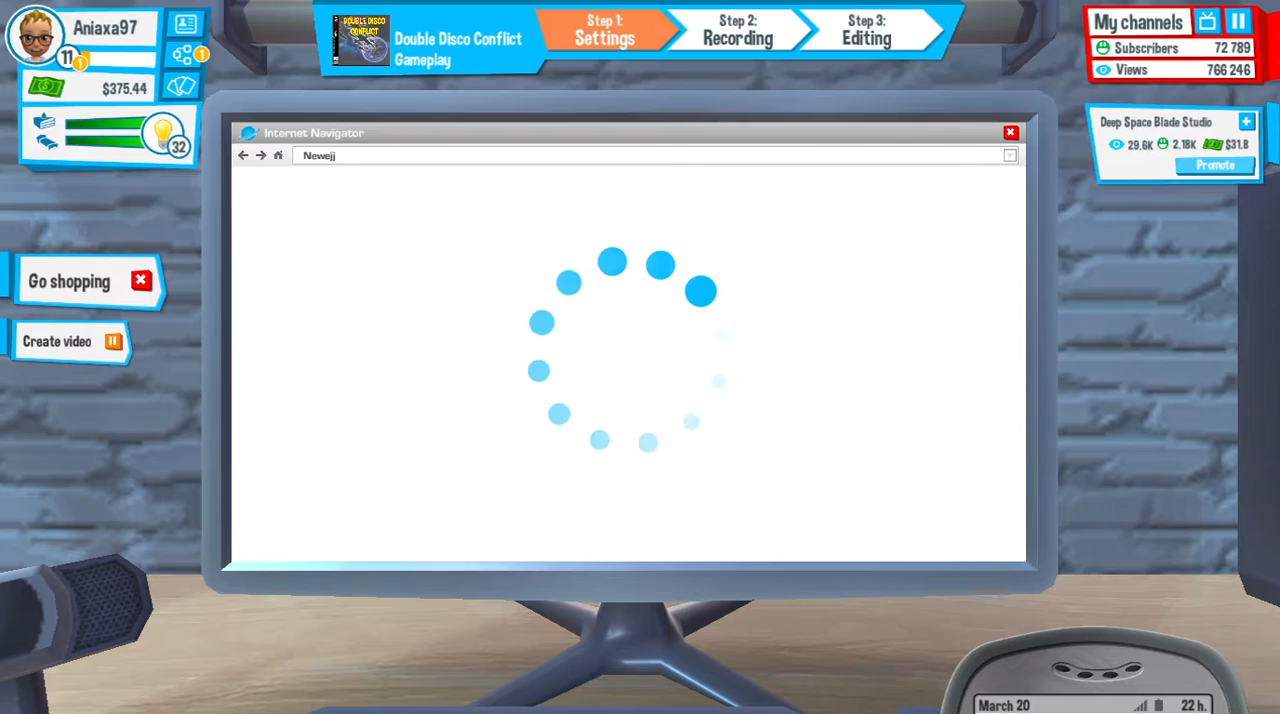 Aniaxa97
11
1
1
$375.44
32
DOUBLE DISCO
CONFLICT
Double Disco Conflict
Gameplay
Step 1:
Settings
Step 2:
Recording
Step 3:
Editing
My channels
Subscribers 72 789
Views 766 246
Deep Space Blade Studio
29.6K 2.18K $31.8
Promote
Internet Navigator
Newejj
Go shopping
Create video
March 20 22 h.